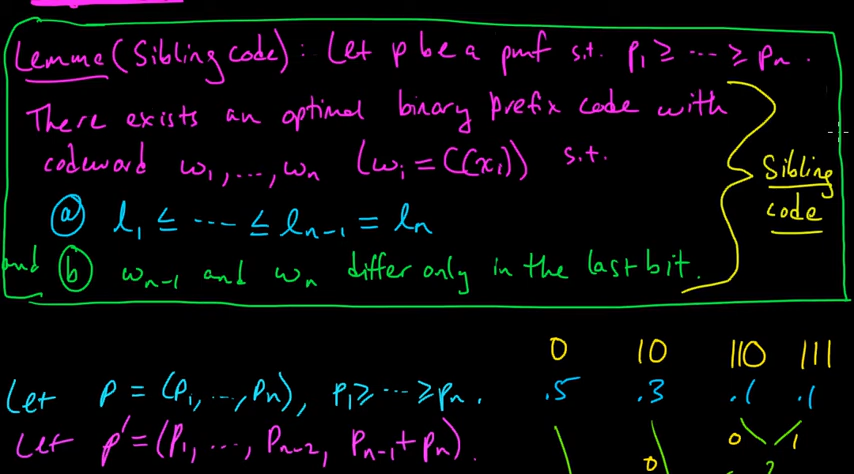 Lemma (Sibling code): Let p be a pmf s.t. p₁ ≥ ⋯ ≥ pₙ.
There exists an optimal binary prefix code with
codeword w₁,...,wₙ (wᵢ = C(xᵢ)) s.t.
ⓐ l₁ ≤ ⋯ ≤ lₙ₋₁ = lₙ
and ⓑ wₙ₋₁ and wₙ differ only in the last bit.
Sibling
code
0 10 110 111
Let p = (p₁,...,pₙ), p₁ ≥ ⋯ ≥ pₙ. .5 .3 .1 .1
Let p' = (p₁,...,pₙ₋₂, pₙ₋₁+pₙ). 0 1
0